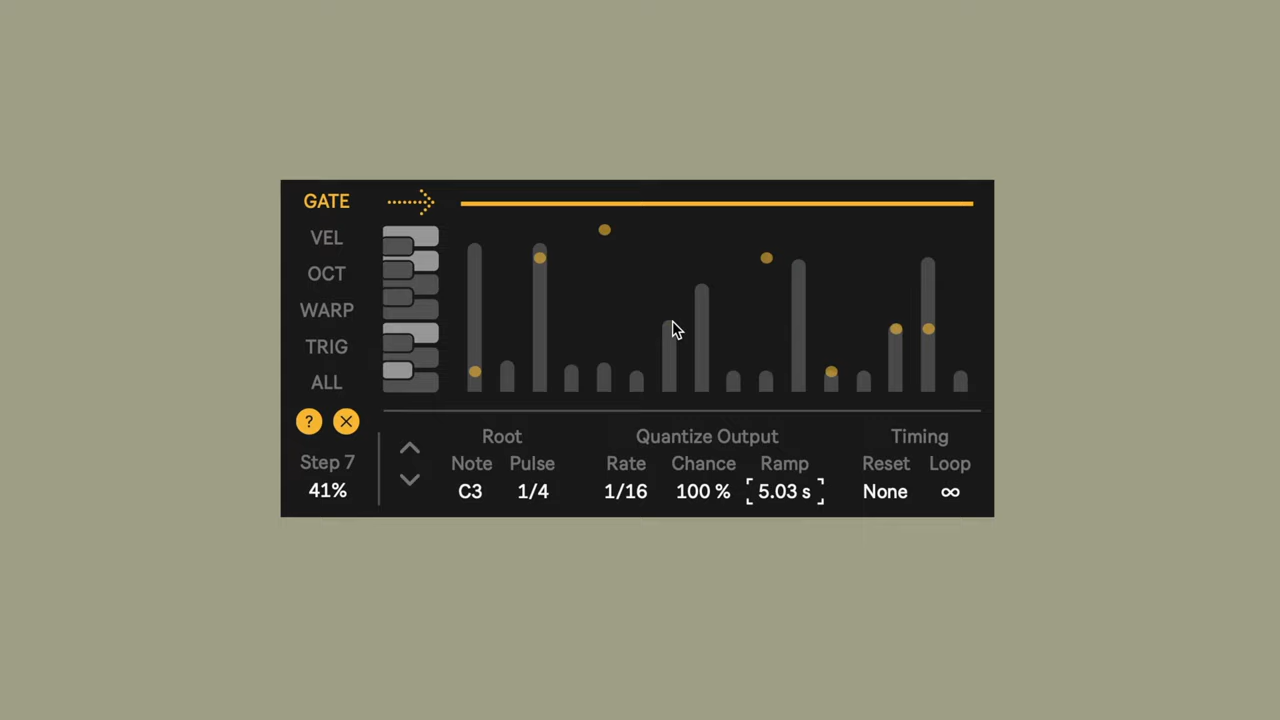 GATE
VEL
OCT
WARP
TRIG
ALL
? ×
Step 7
41%
Root
Note Pulse
C3 1/4
Quantize Output
Rate Chance Ramp
1/16 100 % 5.03 s
Timing
Reset Loop
None ∞